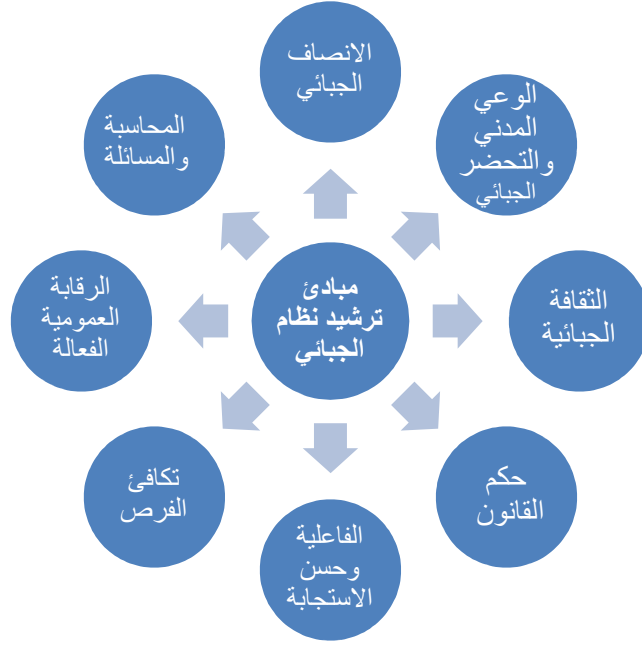 الانصاف
الجبائي
الوعي
المدني
والتحضر
الجبائي
الثقافة
الجبائية
حكم
القانون
الفاعلية
وحسن
الاستجابة
تكافئ
الفرص
الرقابة
العمومية
الفعالة
المحاسبة
والمسائلة
مبادئ
ترشيد نظام
الجبائي